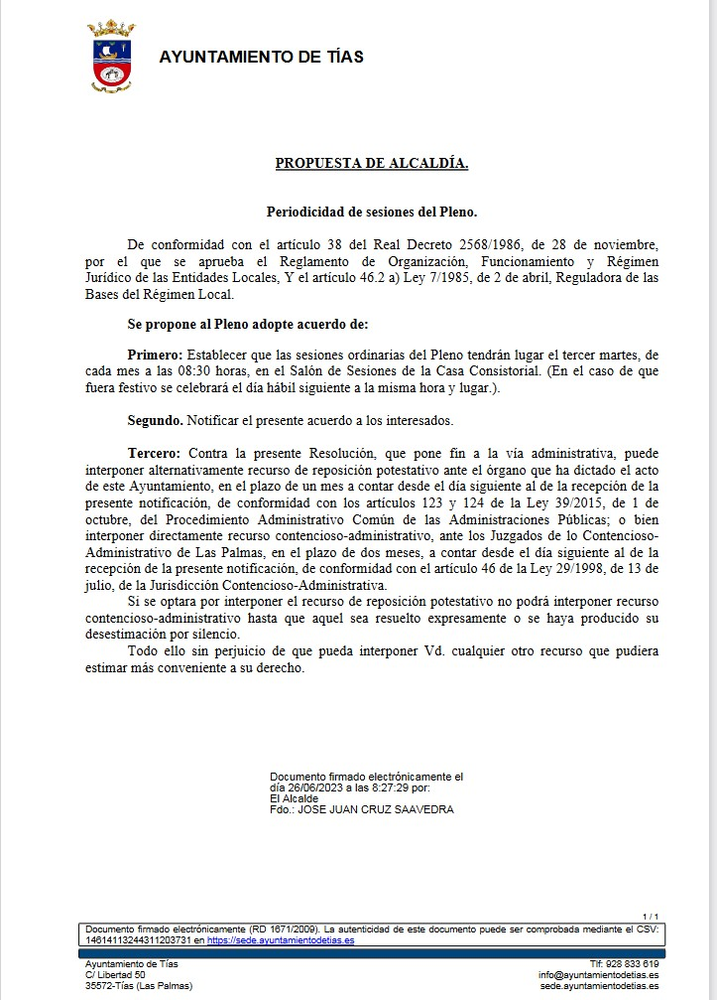 AYUNTAMIENTO DE TÍAS
PROPUESTA DE ALCALDÍA.
Periodicidad de sesiones del Pleno.
De conformidad con el artículo 38 del Real Decreto 2568/1986, de 28 de noviembre,
por el que se aprueba el Reglamento de Organización, Funcionamiento y Régimen
Jurídico de las Entidades Locales, Y el artículo 46.2 a) Ley 7/1985, de 2 de abril, Reguladora de las
Bases del Régimen Local.
Se propone al Pleno adopte acuerdo de:
Primero: Establecer que las sesiones ordinarias del Pleno tendrán lugar el tercer martes, de
cada mes a las 08:30 horas, en el Salón de Sesiones de la Casa Consistorial. (En el caso de que
fuera festivo se celebrará el día hábil siguiente a la misma hora y lugar.).
Segundo. Notificar el presente acuerdo a los interesados.
Tercero: Contra la presente Resolución, que pone fin a la vía administrativa, puede
interponer alternativamente recurso de reposición potestativo ante el órgano que ha dictado el acto
de este Ayuntamiento, en el plazo de un mes a contar desde el día siguiente al de la recepción de la
presente notificación, de conformidad con los artículos 123 y 124 de la Ley 39/2015, de 1 de
octubre, del Procedimiento Administrativo Común de las Administraciones Públicas; o bien
interponer directamente recurso contencioso-administrativo, ante los Juzgados de lo Contencioso-
Administrativo de Las Palmas, en el plazo de dos meses, a contar desde el día siguiente al de la
recepción de la presente notificación, de conformidad con el artículo 46 de la Ley 29/1998, de 13 de
julio, de la Jurisdicción Contencioso-Administrativa.
Si se optara por interponer el recurso de reposición potestativo no podrá interponer recurso
contencioso-administrativo hasta que aquel sea resuelto expresamente o se haya producido su
desestimación por silencio.
Todo ello sin perjuicio de que pueda interponer Vd. cualquier otro recurso que pudiera
estimar más conveniente a su derecho.
Documento firmado electrónicamente el
día 26/06/2023 a las 8:27:29 por:
El Alcalde
Fdo.: JOSE JUAN CRUZ SAAVEDRA
1 / 1
Documento firmado electrónicamente (RD 1671/2009). La autenticidad de este documento puede ser comprobada mediante el CSV:
14614113244311203731 en https://sede.ayuntamientodetias.es
Ayuntamiento de Tías
C/ Libertad 50
35572-Tías (Las Palmas)
Tlf: 928 833 619
info@ayuntamientodetias.es
sede.ayuntamientodetias.es